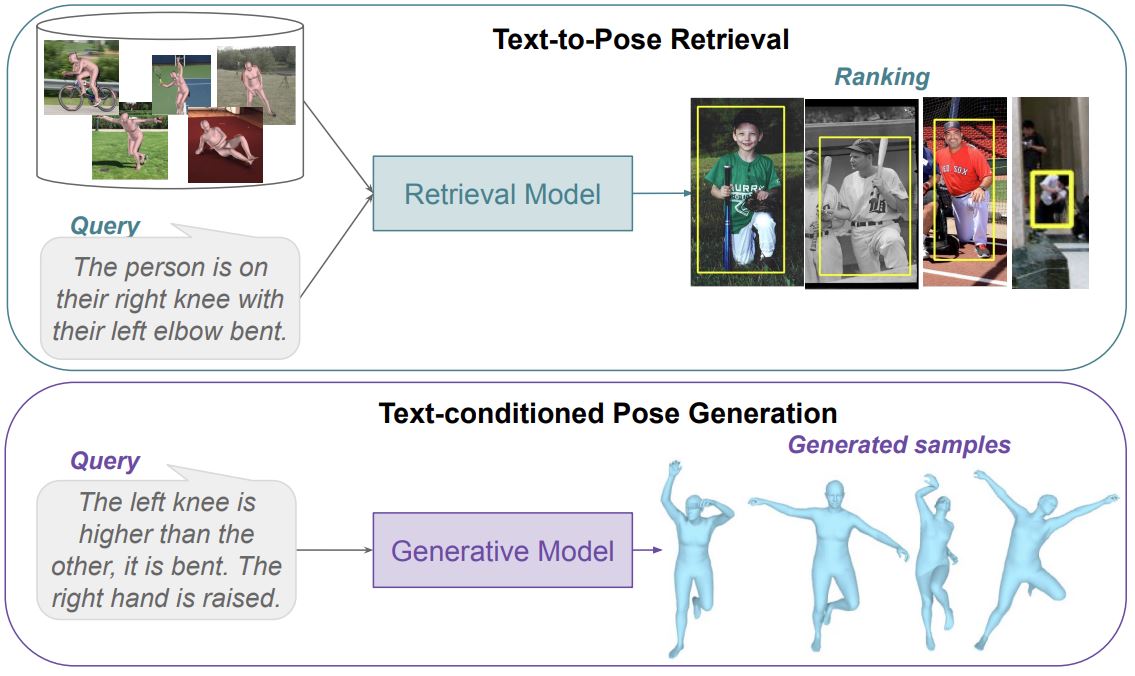 Text-to-Pose Retrieval
Ranking
Retrieval Model
Query
The person is on
their right knee with
their left elbow bent.
RED SOX
Text-conditioned Pose Generation
Generated samples
Query
The left knee is
higher than the
other, it is bent. The
right hand is raised.
Generative Model